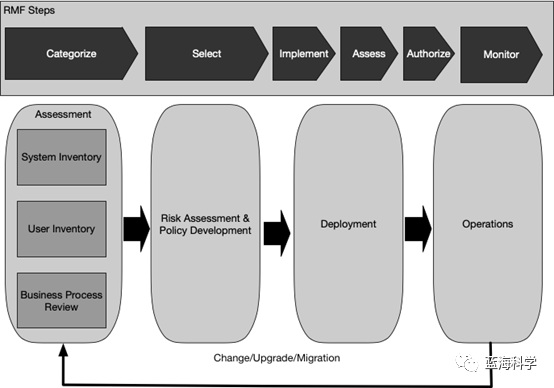 RMF Steps
Categorize
Select
Implement
Assess
Authorize
Monitor
Assessment
System Inventory
User Inventory
Business Process
Review
Risk Assessment &
Policy Development
Deployment
Operations
Change/Upgrade/Migration
蓝海科学